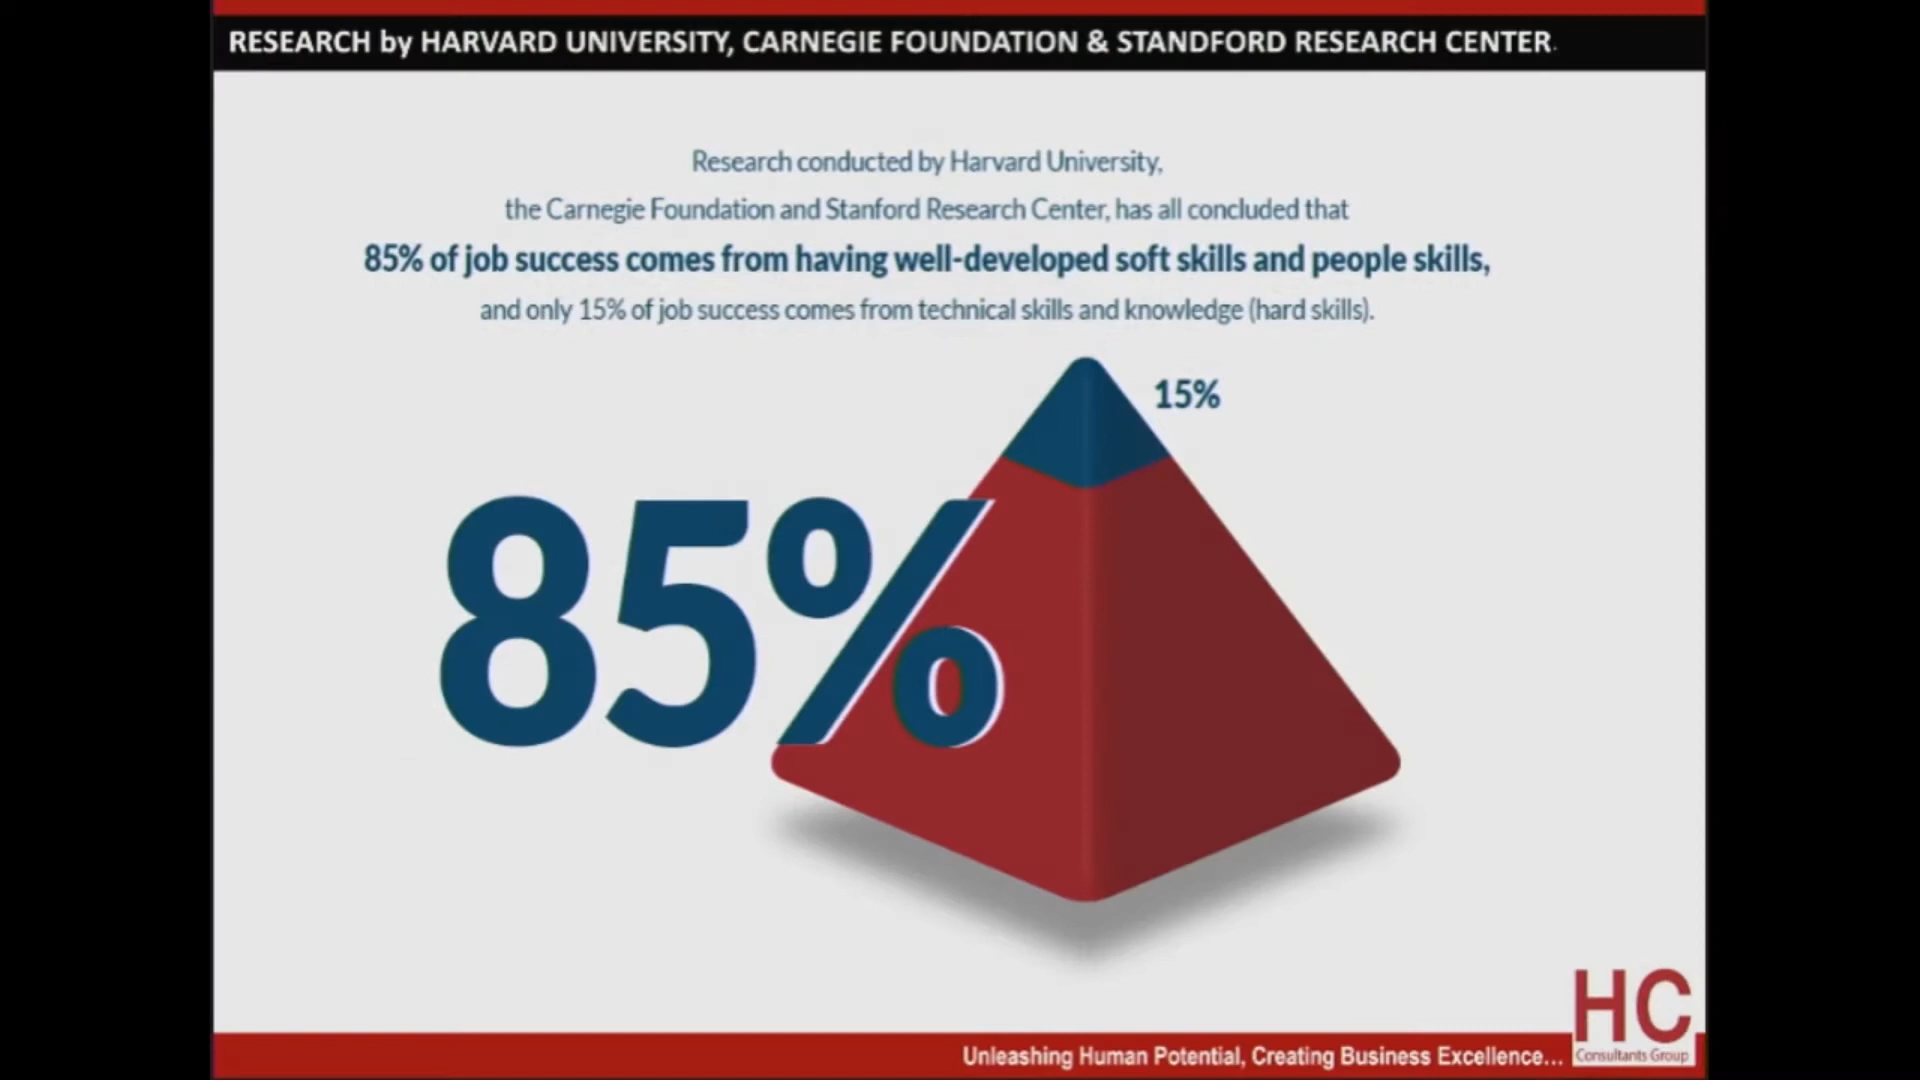 RESEARCH by HARVARD UNIVERSITY, CARNEGIE FOUNDATION & STANDFORD RESEARCH CENTER.
Research conducted by Harvard University,
the Carnegie Foundation and Stanford Research Center, has all concluded that
85% of job success comes from having well-developed soft skills and people skills,
and only 15% of job success comes from technical skills and knowledge (hard skills).
15%
85%
HC
Consultants Group
Unleashing Human Potential, Creating Business Excellence...